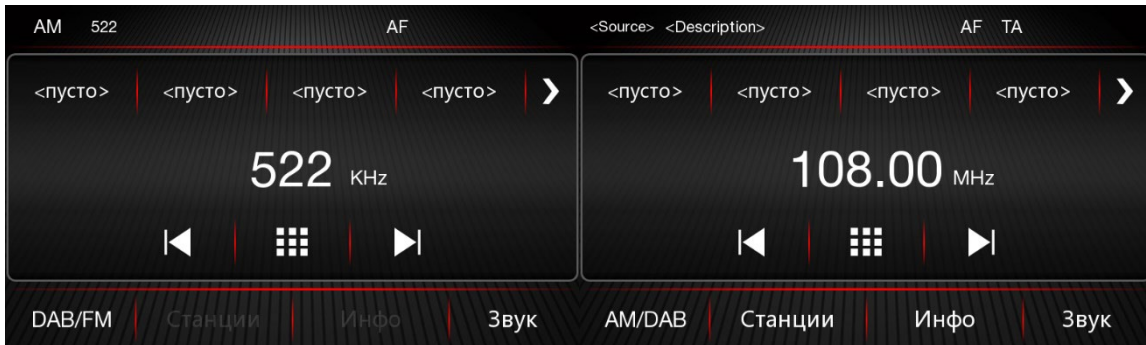 AM 522 AF
<пусто> <пусто> <пусто> <пусто>
522 KHz
DAB/FM Станции Инфо Звук
<Source> <Description> AF TA
<пусто> <пусто> <пусто> <пусто>
108.00 MHz
AM/DAB Станции Инфо Звук